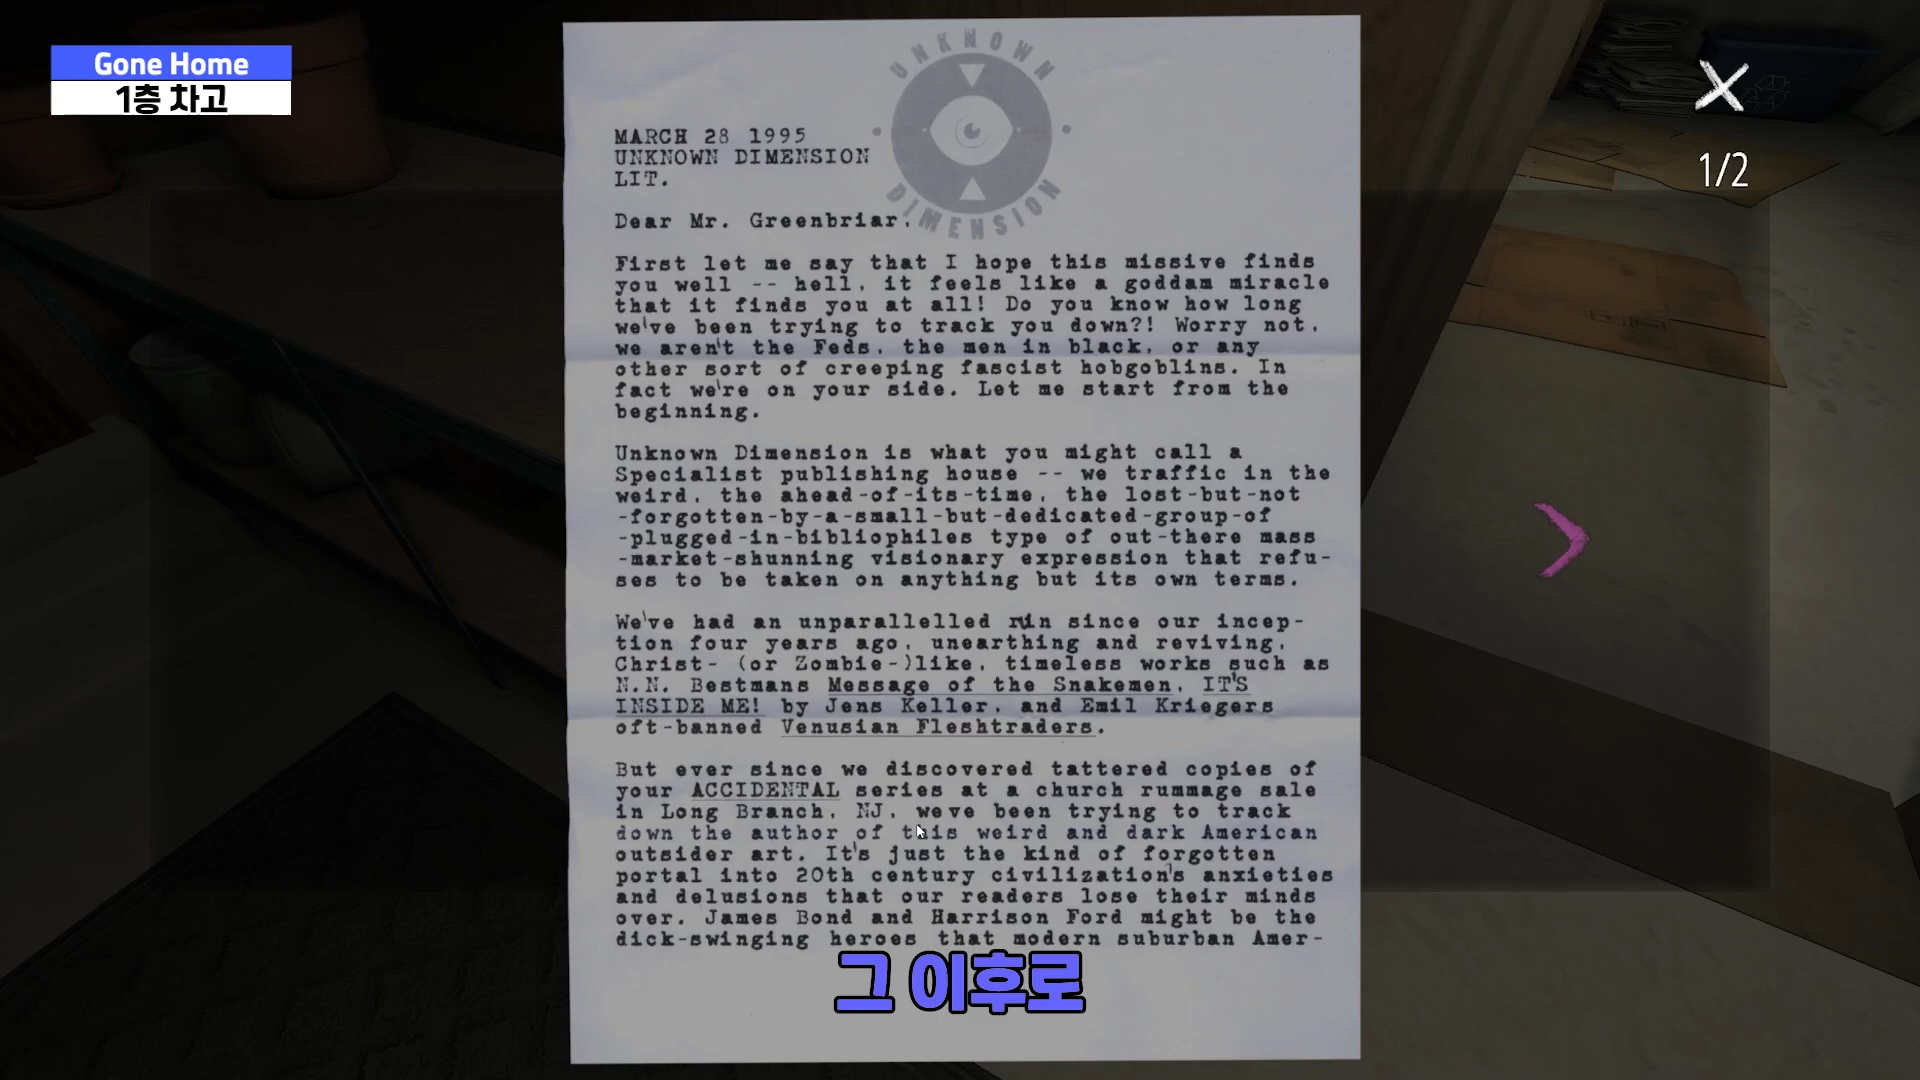 Gone Home
1층 차고
1/2
UNKNOWN
DIMENSION
MARCH 28 1995
UNKNOWN DIMENSION
LIT.
Dear Mr. Greenbriar,
First let me say that I hope this missive finds
you well -- hell, it feels like a goddam miracle
that it finds you at all! Do you know how long
we've been trying to track you down?! Worry not,
we aren't the Feds, the men in black, or any
other sort of creeping fascist hobgoblins. In
fact we're on your side. Let me start from the
beginning.
Unknown Dimension is what you might call a
Specialist publishing house -- we traffic in the
weird, the ahead-of-its-time, the lost-but-not
-forgotten-by-a-small-but-dedicated-group-of
-plugged-in-bibliophiles type of out-there mass
-market-shunning visionary expression that refu-
ses to be taken on anything but its own terms.
We've had an unparallelled run since our incep-
tion four years ago, unearthing and reviving,
Christ- (or Zombie-)like, timeless works such as
N.N. Bestmans Message of the Snakemen, IT'S
INSIDE ME! by Jens Keller, and Emil Kriegers
oft-banned Venusian Fleshtraders.
But ever since we discovered tattered copies of
your ACCIDENTAL series at a church rummage sale
in Long Branch, NJ, weve been trying to track
down the author of this weird and dark American
outsider art. It's just the kind of forgotten
portal into 20th century civilization's anxieties
and delusions that our readers lose their minds
over. James Bond and Harrison Ford might be the
dick-swinging heroes that modern suburban Amer-
그 이후로